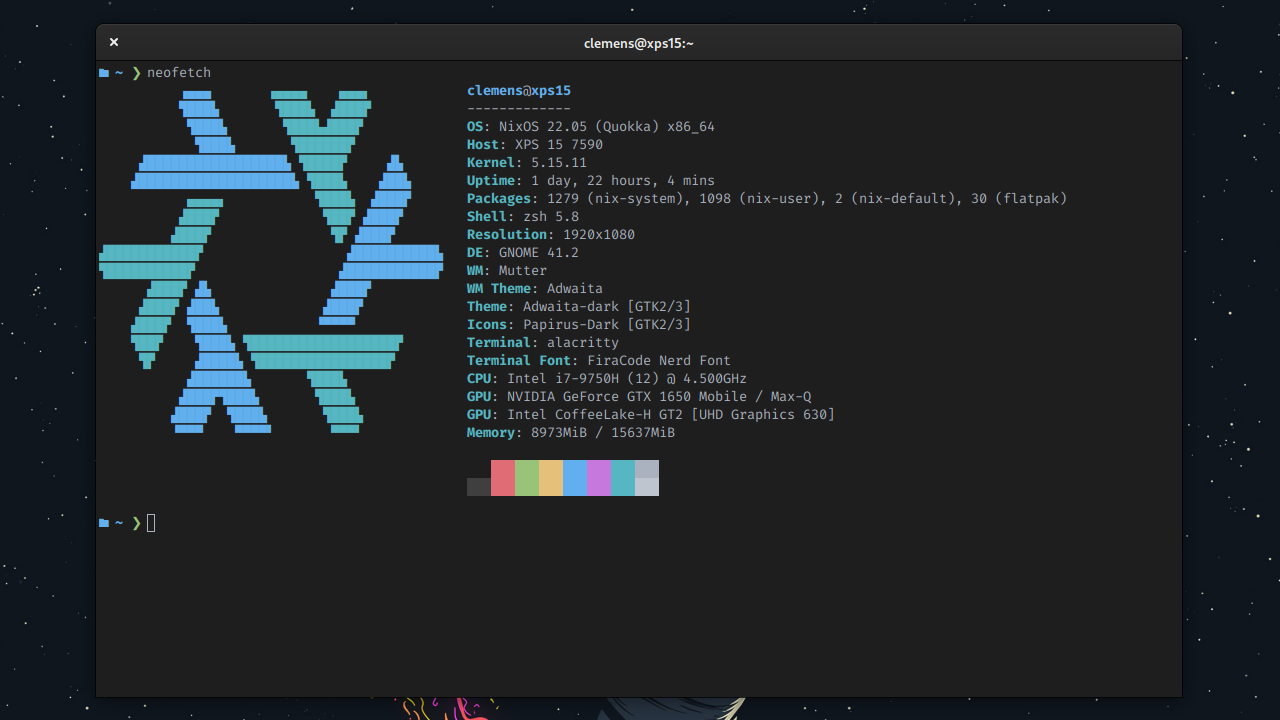 clemens@xps15:~
~ ❯ neofetch
clemens@xps15
-------------
OS: NixOS 22.05 (Quokka) x86_64
Host: XPS 15 7590
Kernel: 5.15.11
Uptime: 1 day, 22 hours, 4 mins
Packages: 1279 (nix-system), 1098 (nix-user), 2 (nix-default), 30 (flatpak)
Shell: zsh 5.8
Resolution: 1920x1080
DE: GNOME 41.2
WM: Mutter
WM Theme: Adwaita
Theme: Adwaita-dark [GTK2/3]
Icons: Papirus-Dark [GTK2/3]
Terminal: alacritty
Terminal Font: FiraCode Nerd Font
CPU: Intel i7-9750H (12) @ 4.500GHz
GPU: NVIDIA GeForce GTX 1650 Mobile / Max-Q
GPU: Intel CoffeeLake-H GT2 [UHD Graphics 630]
Memory: 8973MiB / 15637MiB
~ ❯